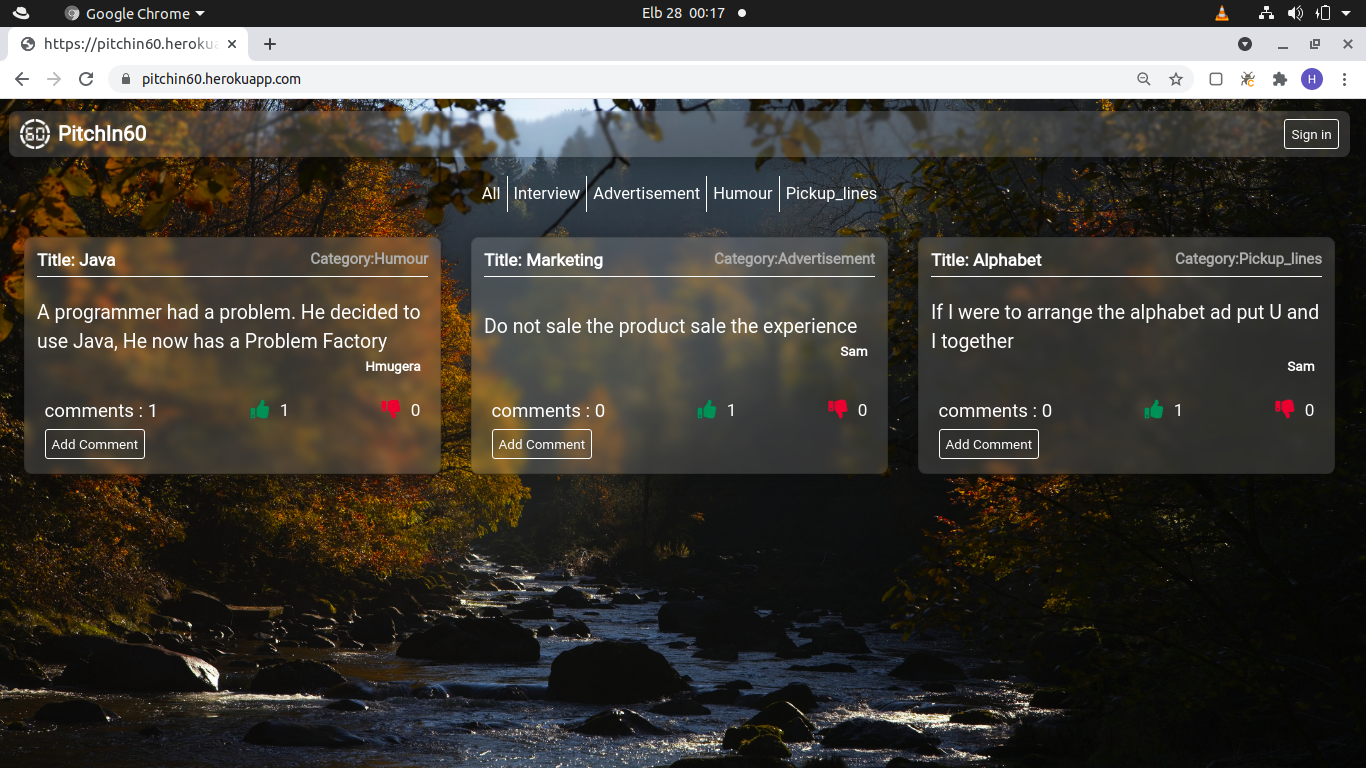 Google Chrome
Elb 28 00:17
https://pitchin60.heroku
pitchin60.herokuapp.com
H
60 PitchIn60
Sign in
All Interview Advertisement Humour Pickup_lines
Title: Java Category:Humour
A programmer had a problem. He decided to
use Java, He now has a Problem Factory
Hmugera
comments : 1 1 0
Add Comment
Title: Marketing Category:Advertisement
Do not sale the product sale the experience
Sam
comments : 0 1 0
Add Comment
Title: Alphabet Category:Pickup_lines
If I were to arrange the alphabet ad put U and
I together
Sam
comments : 0 1 0
Add Comment